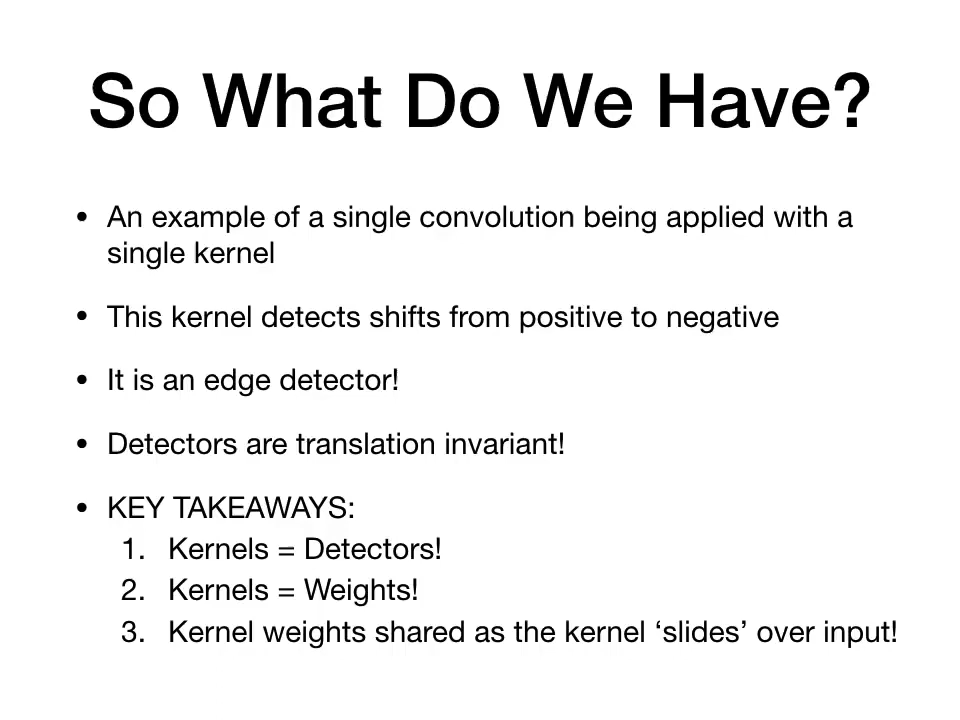 So What Do We Have?
• An example of a single convolution being applied with a
single kernel
• This kernel detects shifts from positive to negative
• It is an edge detector!
• Detectors are translation invariant!
• KEY TAKEAWAYS:
1. Kernels = Detectors!
2. Kernels = Weights!
3. Kernel weights shared as the kernel ‘slides’ over input!